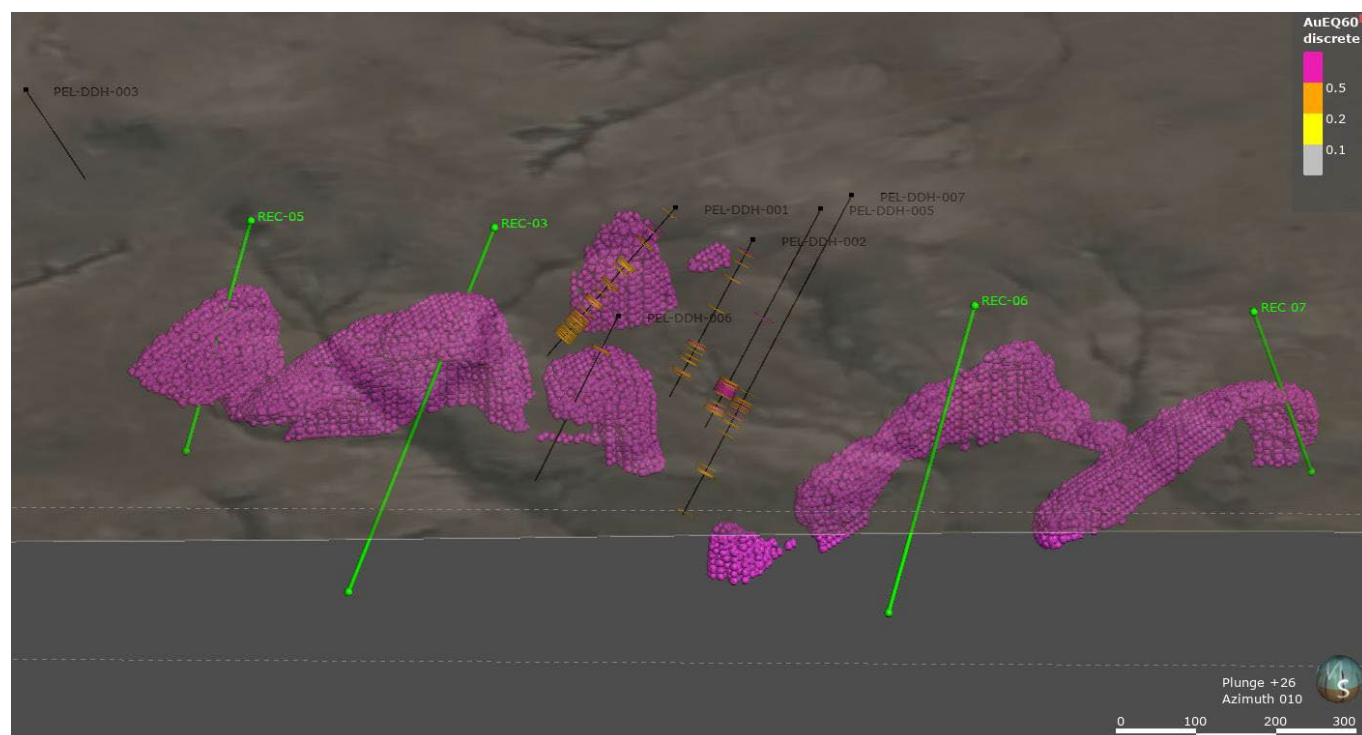 AuEQ60
discrete
0.5
0.2
0.1
PEL-DDH-003
PEL-DDH-007
PEL-DDH-001
PEL-DDH-005
REC-05
REC-03
PEL-DDH-002
REC-06
REC 07
PEL-DDH-006
Plunge +26
Azimuth 010
S
0 100 200 300